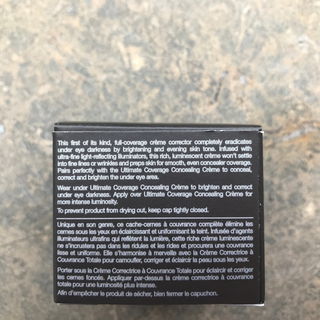 This first of its kind, full-coverage crème corrector completely eradicates
under eye darkness by brightening and evening skin tone. Infused with
ultra-fine light-reflecting illuminators, this rich, luminescent crème won't settle
into fine lines or wrinkles and preps skin for smooth, even concealer coverage.
Pairs perfectly with the Ultimate Coverage Concealing Crème to conceal,
correct and brighten the under eye area.
Wear under Ultimate Coverage Concealing Crème to brighten and correct
under eye darkness. Apply over Ultimate Coverage Concealing Crème for
more intense luminosity.
To prevent product from drying out, keep cap tightly closed.
Unique en son genre, ce cache-cernes à couvrance complète élimine les
cernes sous les yeux en éclaircissant et uniformisant le teint. Infusée d'agents
illuminateurs ultrafins qui reflètent la lumière, cette riche crème luminescente
ne s'incrustera pas dans les ridules et les rides et procurera une couvrance
lisse et uniforme. Elle s'harmonise à merveille avec la Crème Correctrice à
Couvrance Totale pour camoufler, corriger et éclaircir la peau sous les yeux.
Porter sous la Crème Correctrice à Couvrance Totale pour éclaircir et corriger
les cernes foncés. Appliquer par-dessus la crème correctrice à couvrance
totale pour une luminosité plus intense.
Afin d'empêcher le produit de sécher, bien fermer le capuchon.